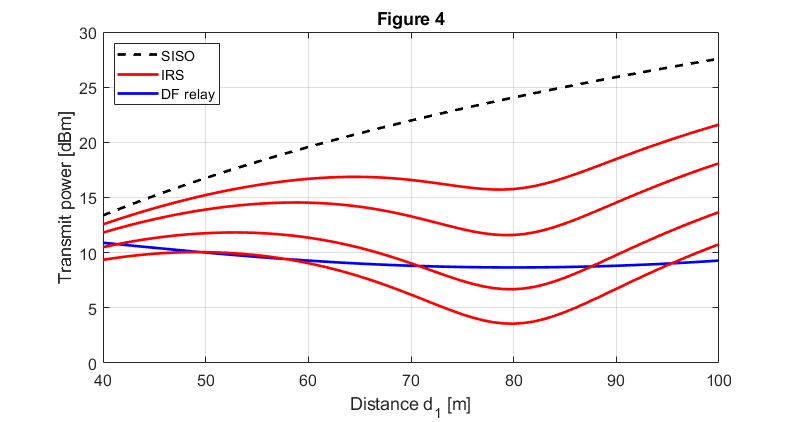 Figure 4
30
25
20
15
10
5
0
Transmit power [dBm]
SISO
IRS
DF relay
40 50 60 70 80 90 100
Distance d1 [m]